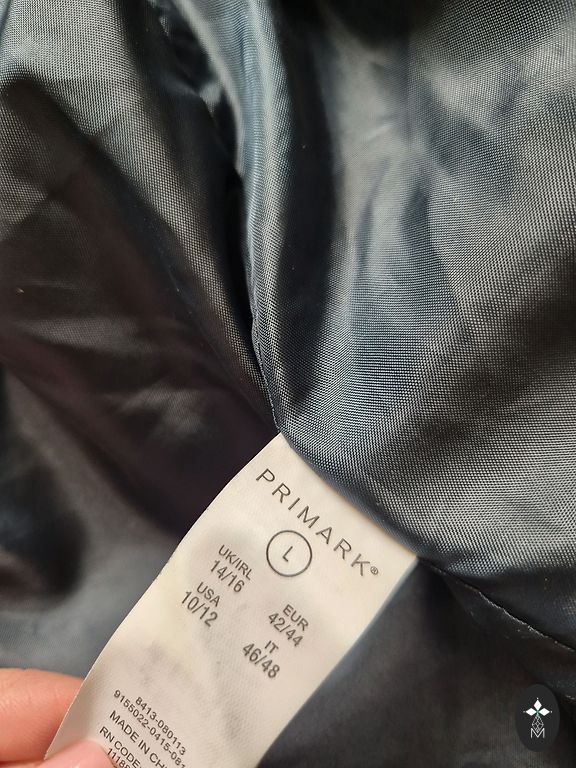 PRIMARK®
L
UK/IRL
14/16
EUR
42/44
USA
10/12
IT
46/48
8413-080113
9155022-0415-081
MADE IN
RN CODE
M